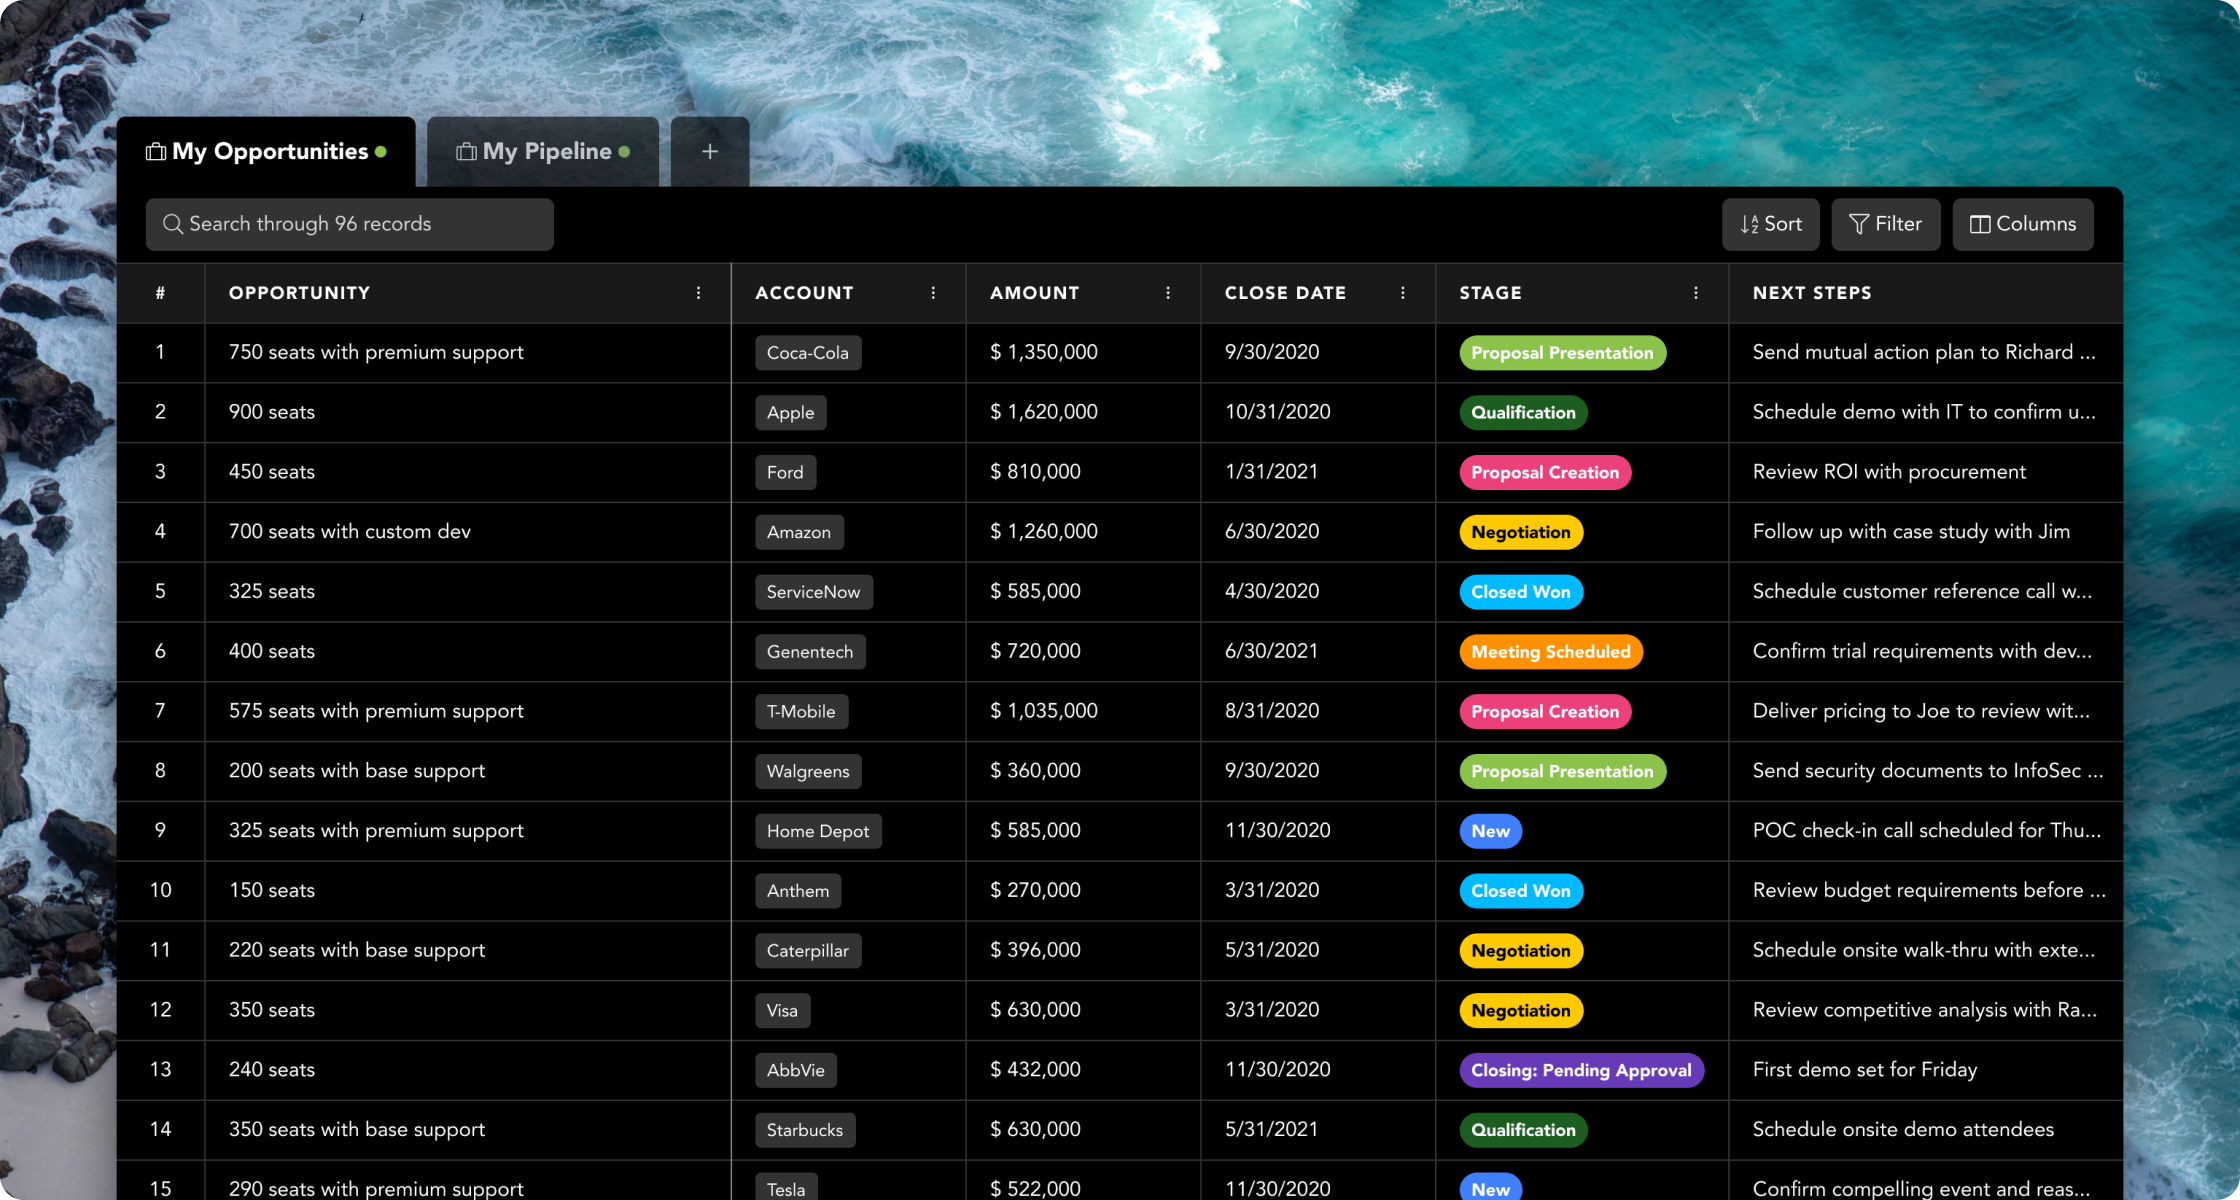 My Opportunities My Pipeline +
Search through 96 records Sort Filter Columns
# OPPORTUNITY ACCOUNT AMOUNT CLOSE DATE STAGE NEXT STEPS
1 750 seats with premium support Coca-Cola $ 1,350,000 9/30/2020 Proposal Presentation Send mutual action plan to Richard ...
2 900 seats Apple $ 1,620,000 10/31/2020 Qualification Schedule demo with IT to confirm u...
3 450 seats Ford $ 810,000 1/31/2021 Proposal Creation Review ROI with procurement
4 700 seats with custom dev Amazon $ 1,260,000 6/30/2020 Negotiation Follow up with case study with Jim
5 325 seats ServiceNow $ 585,000 4/30/2020 Closed Won Schedule customer reference call w...
6 400 seats Genentech $ 720,000 6/30/2021 Meeting Scheduled Confirm trial requirements with dev...
7 575 seats with premium support T-Mobile $ 1,035,000 8/31/2020 Proposal Creation Deliver pricing to Joe to review wit...
8 200 seats with base support Walgreens $ 360,000 9/30/2020 Proposal Presentation Send security documents to InfoSec ...
9 325 seats with premium support Home Depot $ 585,000 11/30/2020 New POC check-in call scheduled for Thu...
10 150 seats Anthem $ 270,000 3/31/2020 Closed Won Review budget requirements before ...
11 220 seats with base support Caterpillar $ 396,000 5/31/2020 Negotiation Schedule onsite walk-thru with exte...
12 350 seats Visa $ 630,000 3/31/2020 Negotiation Review competitive analysis with Ra...
13 240 seats AbbVie $ 432,000 11/30/2020 Closing: Pending Approval First demo set for Friday
14 350 seats with base support Starbucks $ 630,000 5/31/2021 Qualification Schedule onsite demo attendees
15 290 seats with premium support Tesla $ 522,000 11/30/2020 New Confirm compelling event and reas...